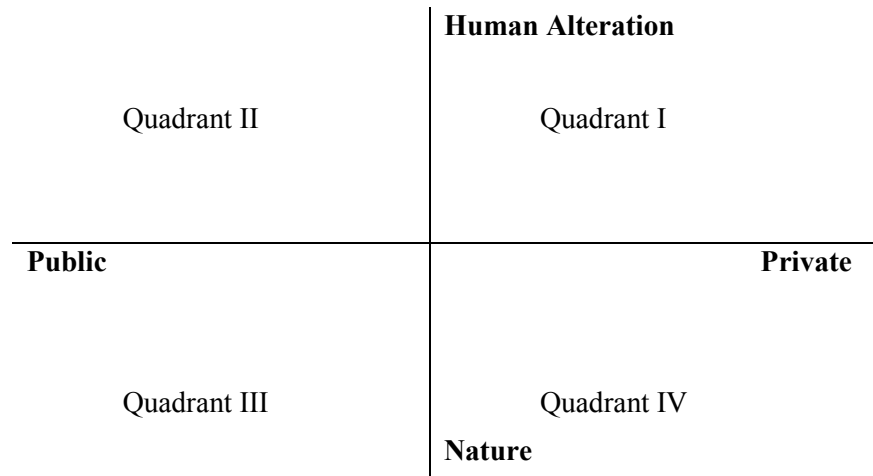 Human Alteration
Quadrant II Quadrant I
Public Private
Quadrant III Quadrant IV
Nature